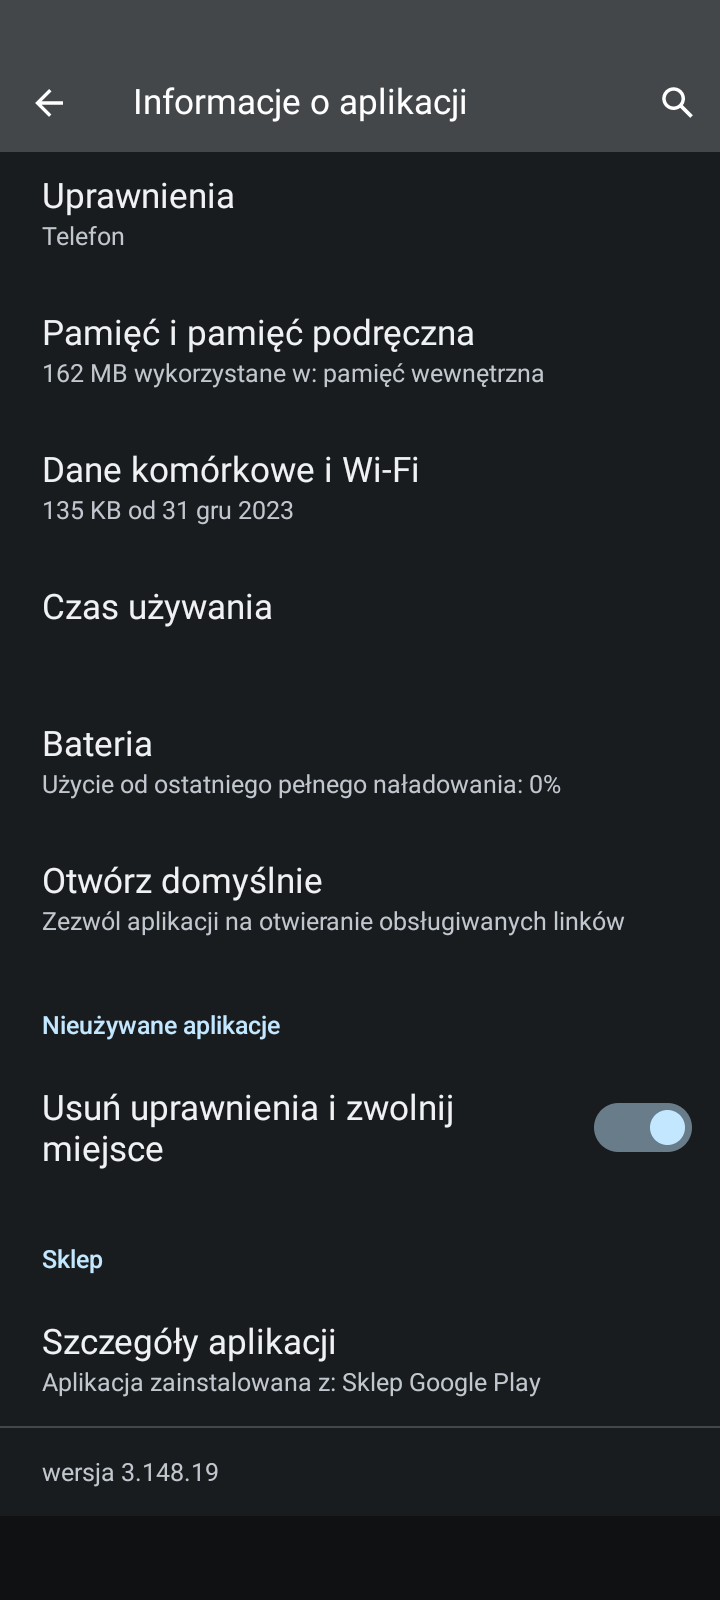 Informacje o aplikacji
Uprawnienia
Telefon
Pamięć i pamięć podręczna
162 MB wykorzystane w: pamięć wewnętrzna
Dane komórkowe i Wi-Fi
135 KB od 31 gru 2023
Czas używania
Bateria
Użycie od ostatniego pełnego naładowania: 0%
Otwórz domyślnie
Zezwól aplikacji na otwieranie obsługiwanych linków
Nieużywane aplikacje
Usuń uprawnienia i zwolnij
miejsce
Sklep
Szczegóły aplikacji
Aplikacja zainstalowana z: Sklep Google Play
wersja 3.148.19